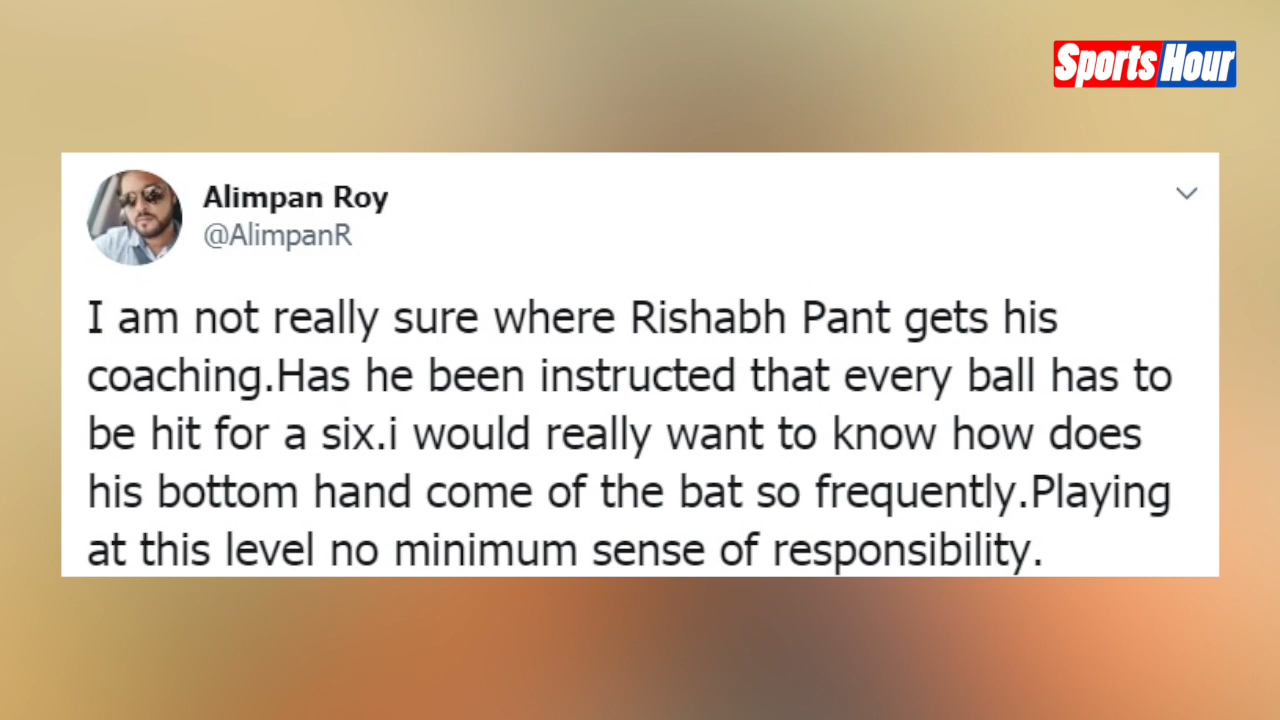 Sports Hour
Alimpan Roy
@AlimpanR
I am not really sure where Rishabh Pant gets his
coaching.Has he been instructed that every ball has to
be hit for a six.i would really want to know how does
his bottom hand come of the bat so frequently.Playing
at this level no minimum sense of responsibility.